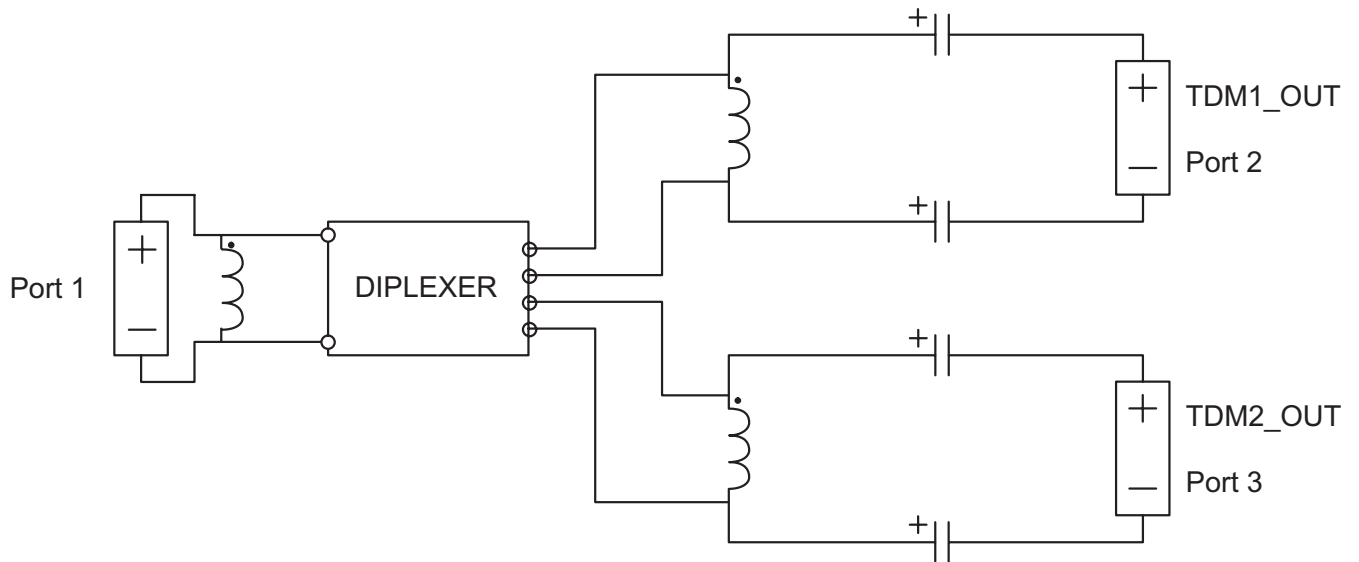 Port 1
+
−
DIPLEXER
+
+
+
−
TDM1_OUT
Port 2
+
+
+
−
TDM2_OUT
Port 3